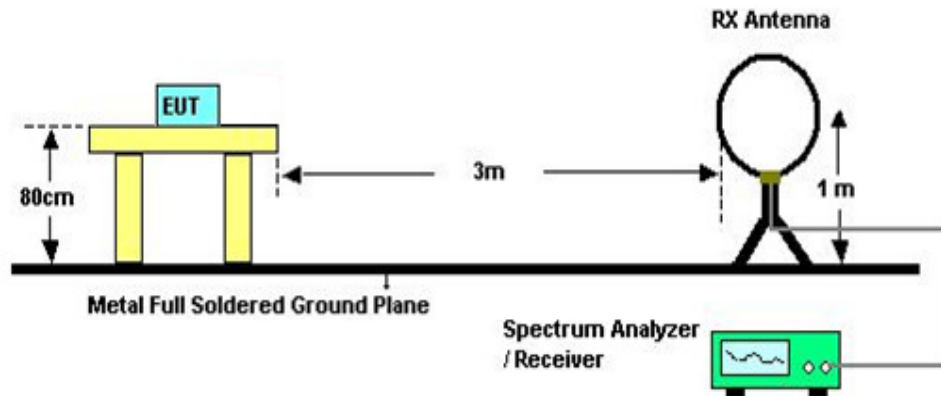 RX Antenna
EUT
3m
80cm
1 m
Metal Full Soldered Ground Plane
Spectrum Analyzer
/ Receiver